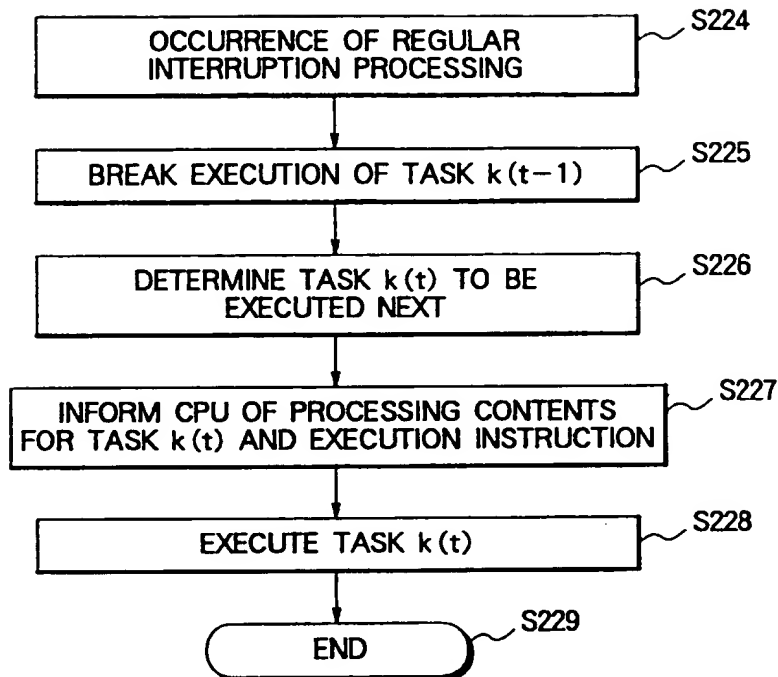 S224
OCCURRENCE OF REGULAR
INTERRUPTION PROCESSING
S225
BREAK EXECUTION OF TASK k(t-1)
S226
DETERMINE TASK k(t) TO BE
EXECUTED NEXT
S227
INFORM CPU OF PROCESSING CONTENTS
FOR TASK k(t) AND EXECUTION INSTRUCTION
S228
EXECUTE TASK k(t)
S229
END